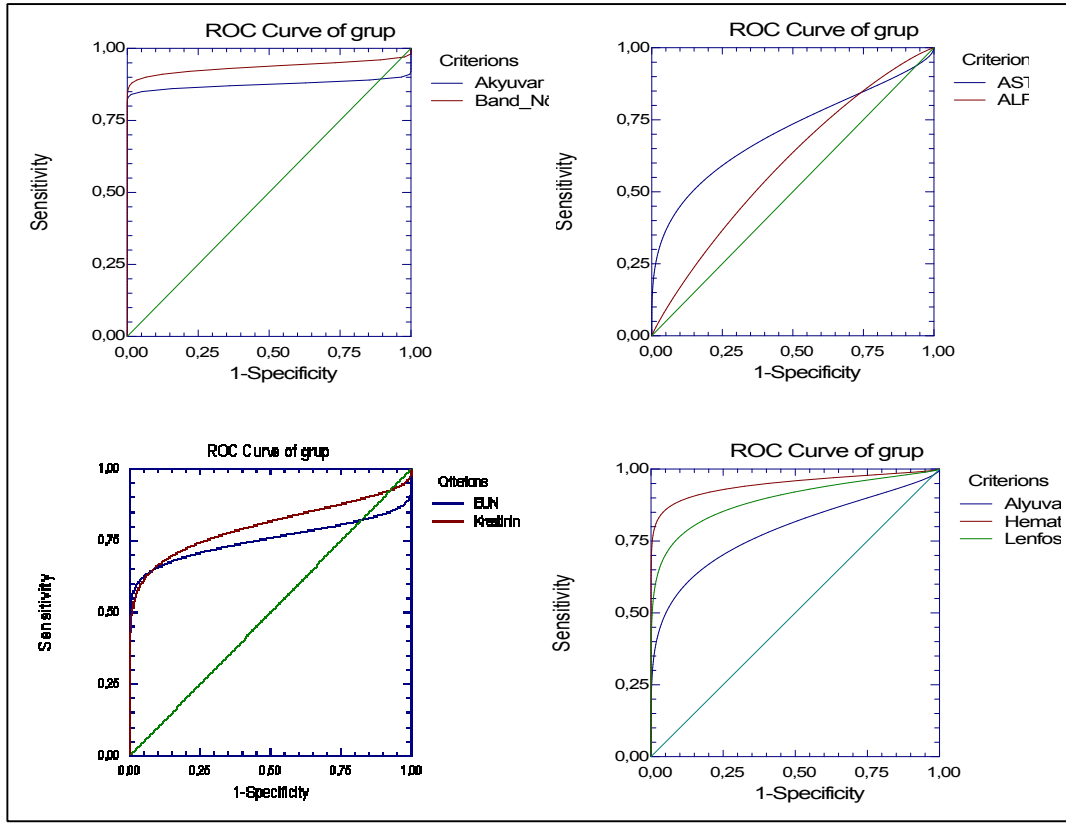 ROC Curve of grup
1,00
0,75
0,50
0,25
0,00
Sensitivity
0,00 0,25 0,50 0,75 1,00
1-Specificity
Criterions
Akyuvar
Band_Nö
ROC Curve of grup
1,00
0,75
0,50
0,25
0,00
Sensitivity
0,00 0,25 0,50 0,75 1,00
1-Specificity
Criterion
AST
ROC Curve of grup
1,00
0,75
0,50
0,25
0,00
Sensitivity
0,00 0,25 0,50 0,75 1,00
1-Specificity
Criterions
BUN
Kreatinin
ROC Curve of grup
1,00
0,75
0,50
0,25
0,00
Sensitivity
0,00 0,25 0,50 0,75 1,00
1-Specificity
Criterions
Alyuva
Hemat
Lenfos